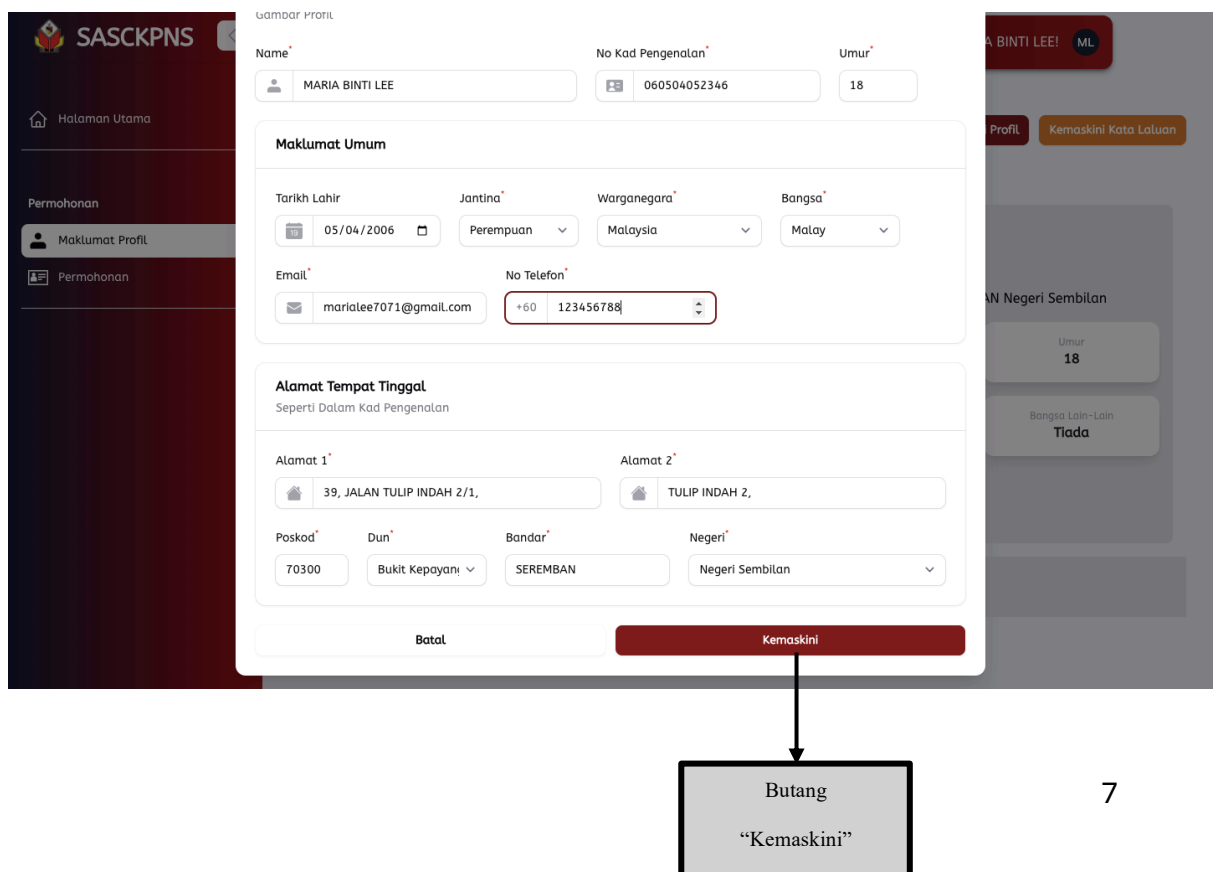 Gambar Profil
SASCKPNS
A BINTI LEE! ML
Name* No Kad Pengenalan* Umur*
MARIA BINTI LEE 060504052346 18
Halaman Utama
Profil Kemaskini Kata Laluan
Maklumat Umum
Permohonan
Tarikh Lahir Jantina* Warganegara* Bangsa*
19 05/04/2006 Perempuan Malaysia Malay
Maklumat Profil
Permohonan
Email* No Telefon*
marialee7071@gmail.com +60 123456788
AN Negeri Sembilan
Umur
18
Alamat Tempat Tinggal
Seperti Dalam Kad Pengenalan
Bangsa Lain-Lain
Tiada
Alamat 1* Alamat 2*
39, JALAN TULIP INDAH 2/1, TULIP INDAH 2,
Poskod* Dun* Bandar* Negeri*
70300 Bukit Kepayang SEREMBAN Negeri Sembilan
Batal Kemaskini
Butang
“Kemaskini”
7